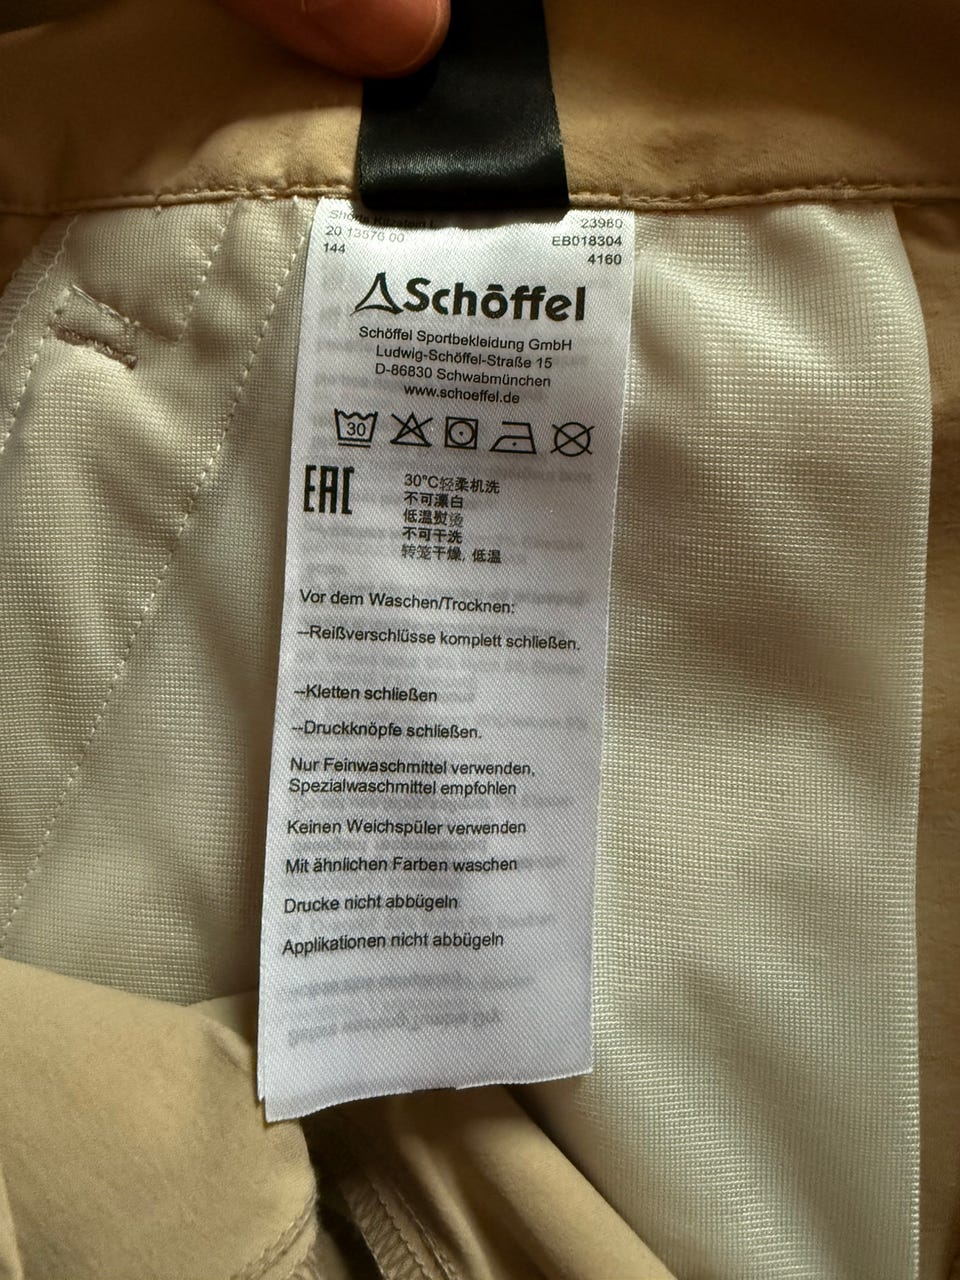 Shorts Kitzstein L
20 13576 00
144
23980
EB018304
4160
Schöffel
Schöffel Sportbekleidung GmbH
Ludwig-Schöffel-Straße 15
D-86830 Schwabmünchen
www.schoeffel.de
30
EAC
30°C轻柔机洗
不可漂白
低温熨烫
不可干洗
转笼干燥, 低温
Vor dem Waschen/Trocknen:
--Reißverschlüsse komplett schließen.
--Kletten schließen
--Druckknöpfe schließen.
Nur Feinwaschmittel verwenden,
Spezialwaschmittel empfohlen
Keinen Weichspüler verwenden
Mit ähnlichen Farben waschen
Drucke nicht abbügeln
Applikationen nicht abbügeln